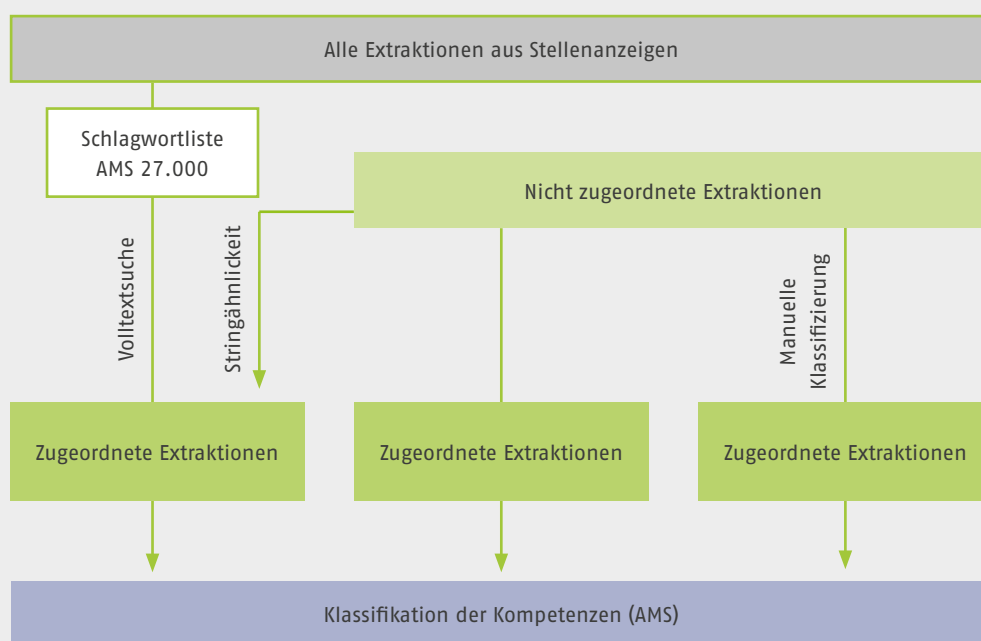 Alle Extraktionen aus Stellenanzeigen
Schlagwortliste
AMS 27.000
Nicht zugeordnete Extraktionen
Volltextsuche
Stringähnlickeit
Manuelle
Klassifizierung
Zugeordnete Extraktionen
Zugeordnete Extraktionen
Zugeordnete Extraktionen
Klassifikation der Kompetenzen (AMS)